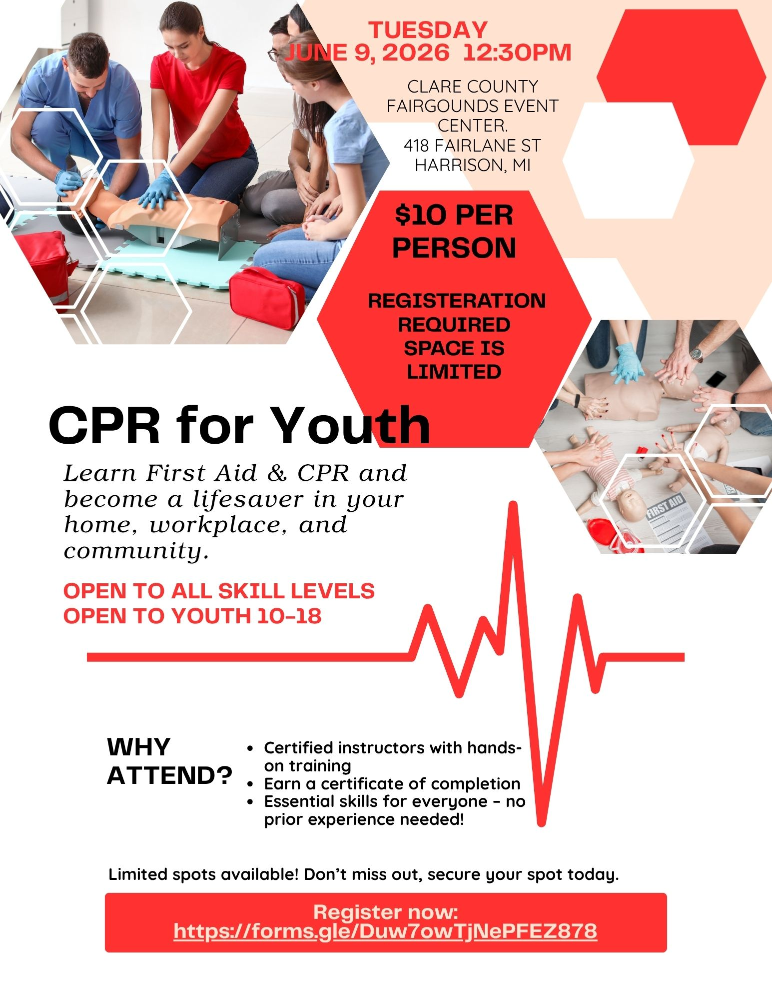 TUESDAY
JUNE 9, 2026 12:30PM
CLARE COUNTY
FAIRGOUNDS EVENT
CENTER.
418 FAIRLANE ST
HARRISON, MI
$10 PER
PERSON
REGISTERATION
REQUIRED
SPACE IS
LIMITED
CPR for Youth
Learn First Aid & CPR and
become a lifesaver in your
home, workplace, and
community.
FIRST AID
OPEN TO ALL SKILL LEVELS
OPEN TO YOUTH 10–18
WHY
ATTEND?
• Certified instructors with hands-
on training
• Earn a certificate of completion
• Essential skills for everyone – no
prior experience needed!
Limited spots available! Don’t miss out, secure your spot today.
Register now:
https://forms.gle/Duw7owTjNePFEZ878